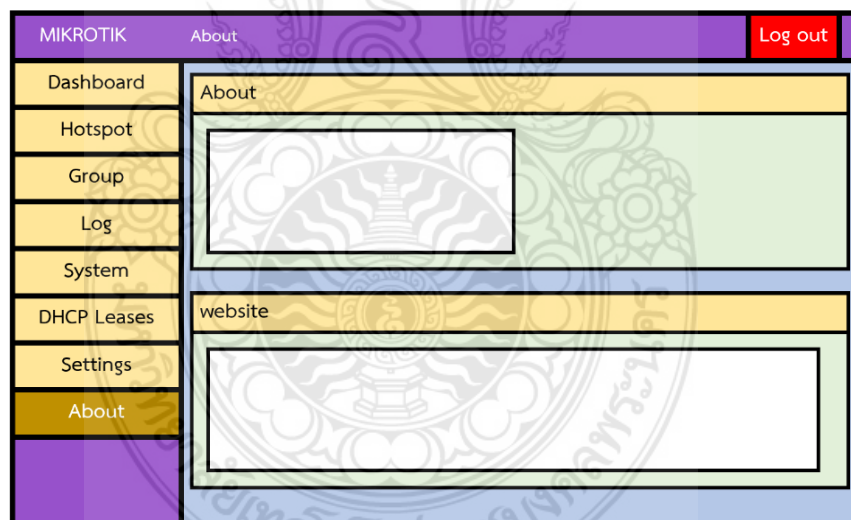 MIKROTIK
About
Log out
Dashboard
Hotspot
Group
Log
System
DHCP Leases
Settings
About
About
website